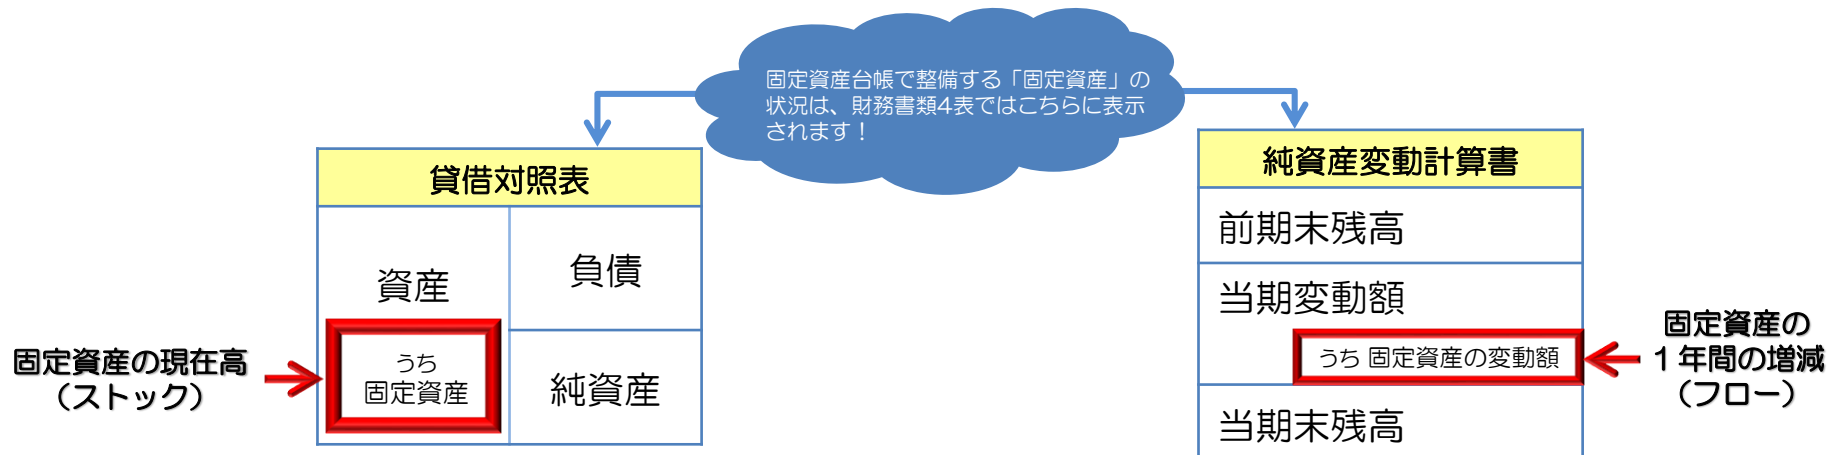 固定資産台帳で整備する「固定資産」の
状況は、財務書類4表ではこちらに表示
されます！
貸借対照表
資産
負債
うち
固定資産
純資産
固定資産の現在高
（ストック）
純資産変動計算書
前期末残高
当期変動額
うち 固定資産の変動額
当期末残高
固定資産の
１年間の増減
（フロー）